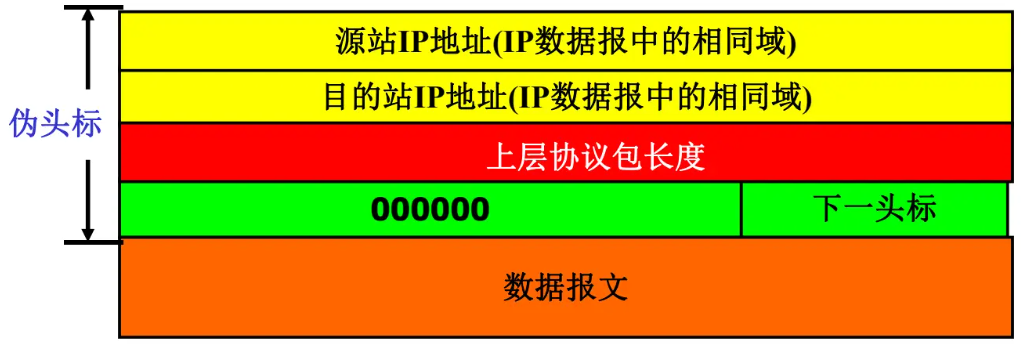 源站IP地址(IP数据报中的相同域)
目的站IP地址(IP数据报中的相同域)
伪头标
上层协议包长度
000000
下一头标
数据报文